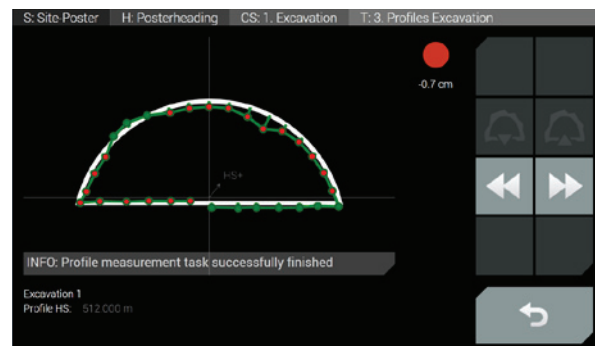 S: Site-Poster H: Posterheading CS: 1. Excavation T: 3. Profiles Excavation
-0.7 cm
HS+
INFO: Profile measurement task successfully finished
Excavation 1
Profile HS: 512.000 m